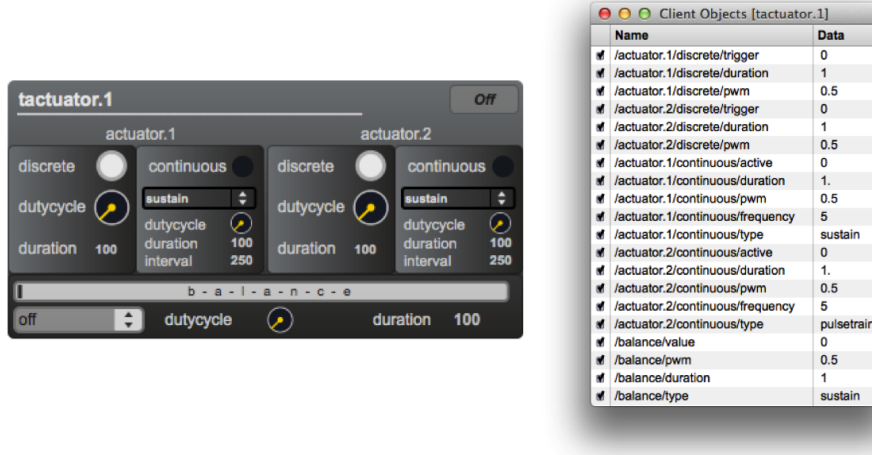 tactuator.1 Off
actuator.1 actuator.2
discrete continuous discrete continuous
sustain sustain
dutycycle dutycycle
dutycycle dutycycle
duration 100 duration 100
duration 100 duration 100
interval 250 interval 250
b - a - l - a - n - c - e
off dutycycle duration 100
Client Objects [tactuator.1]
Name Data
/actuator.1/discrete/trigger 0
/actuator.1/discrete/duration 1
/actuator.1/discrete/pwm 0.5
/actuator.2/discrete/trigger 0
/actuator.2/discrete/duration 1
/actuator.2/discrete/pwm 0.5
/actuator.1/continuous/active 0
/actuator.1/continuous/duration 1.
/actuator.1/continuous/pwm 0.5
/actuator.1/continuous/frequency 5
/actuator.1/continuous/type sustain
/actuator.2/continuous/active 0
/actuator.2/continuous/duration 1.
/actuator.2/continuous/pwm 0.5
/actuator.2/continuous/frequency 5
/actuator.2/continuous/type pulsetrain
/balance/value 0
/balance/pwm 0.5
/balance/duration 1
/balance/type sustain